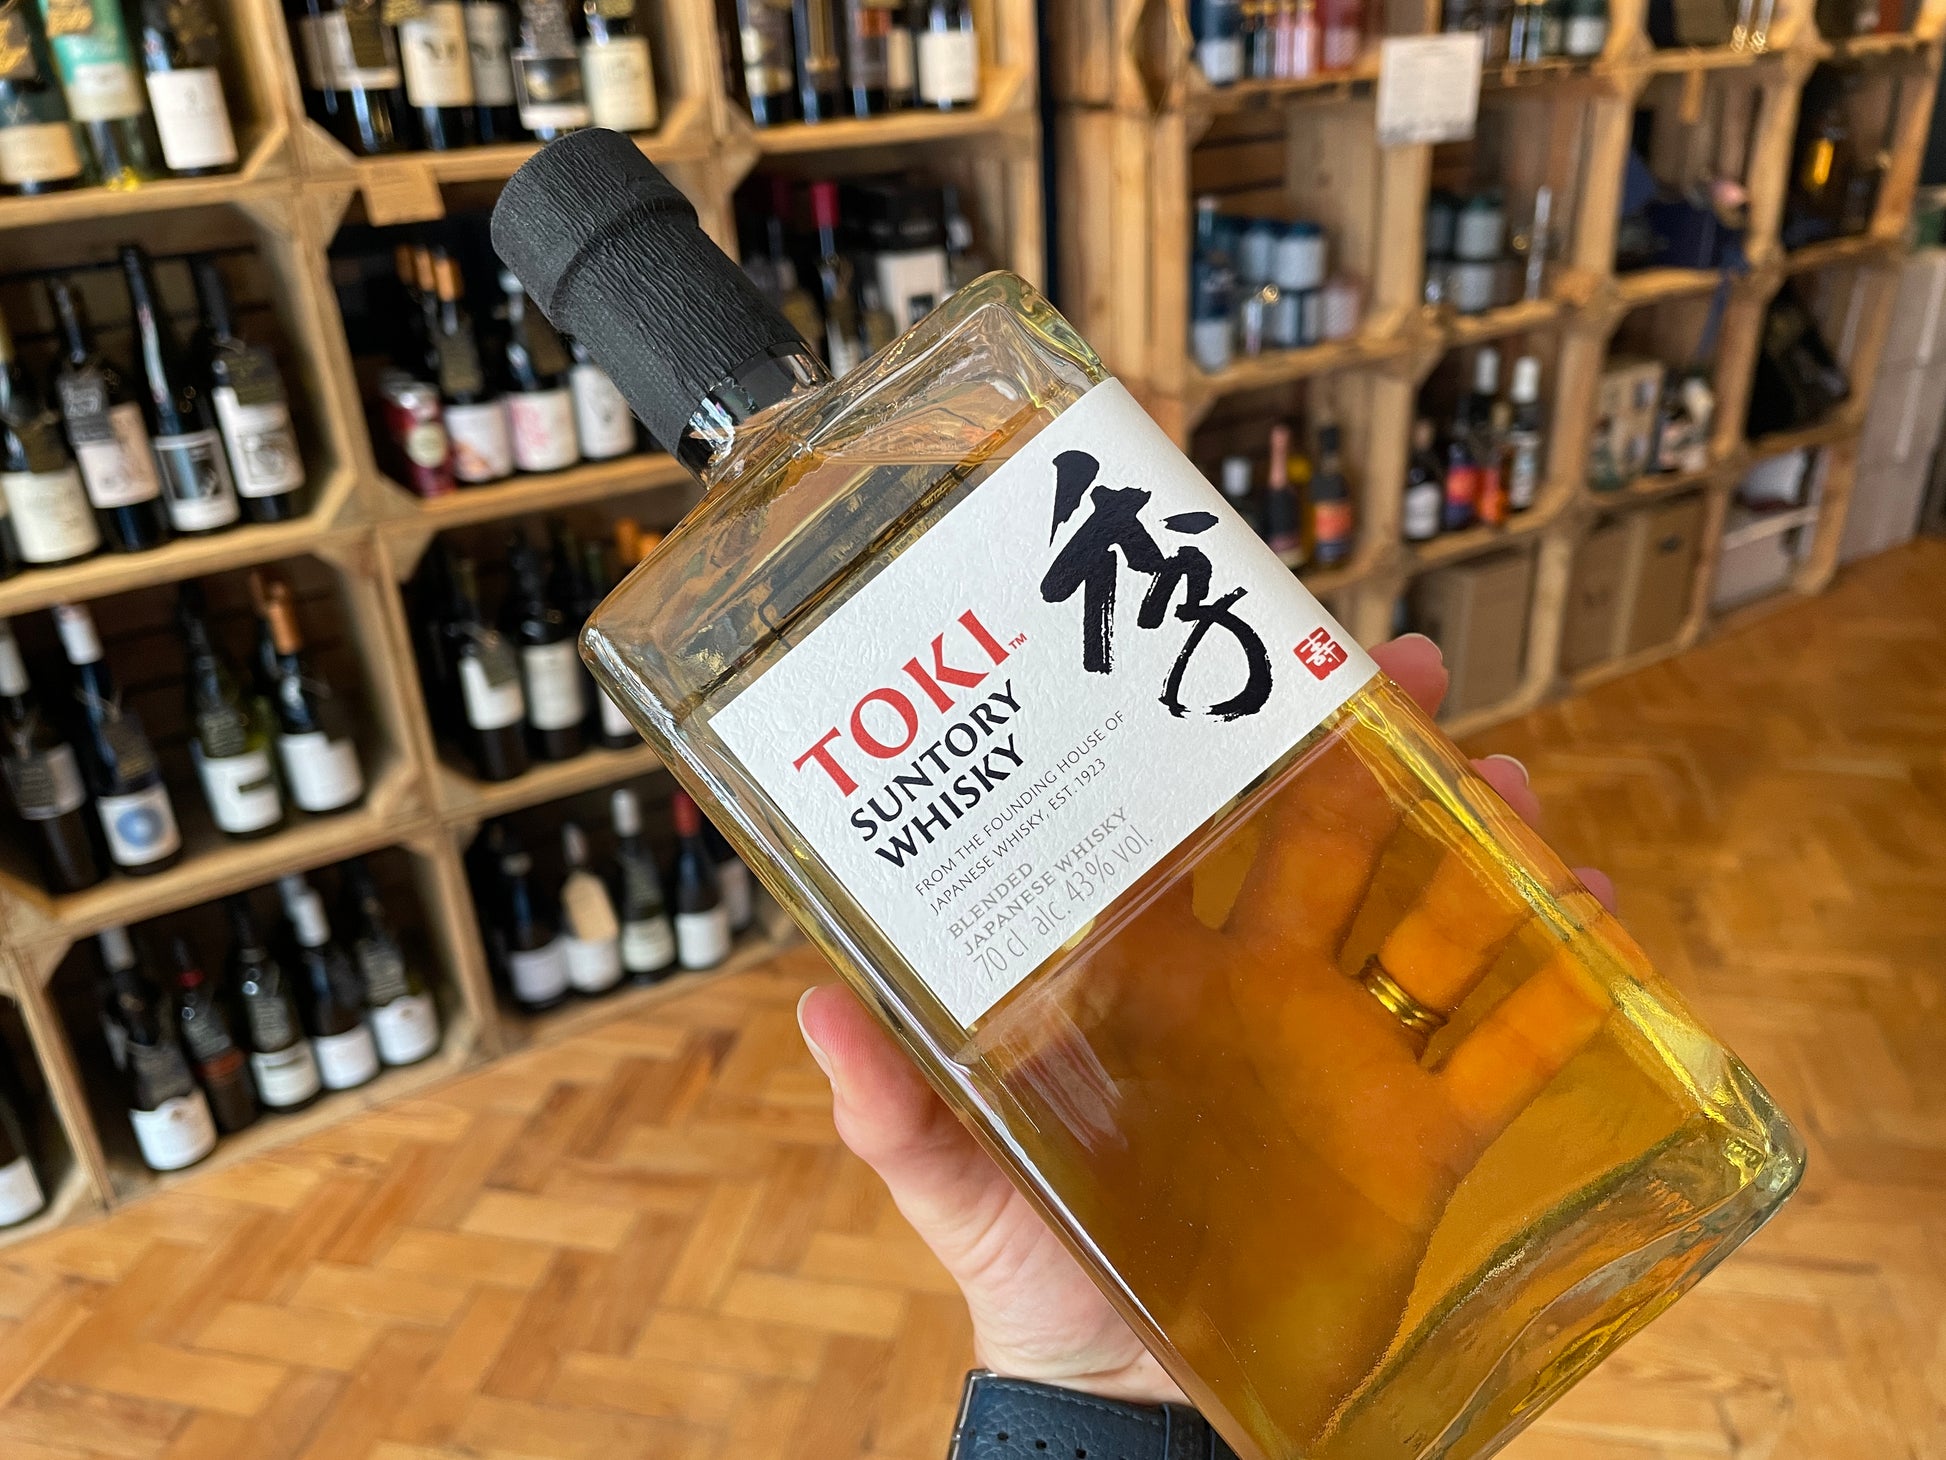 季
寿
TOKI™
SUNTORY
WHISKY
FROM THE FOUNDING HOUSE OF
JAPANESE WHISKY, EST. 1923
BLENDED
JAPANESE WHISKY
70 cl alc. 43% vol.